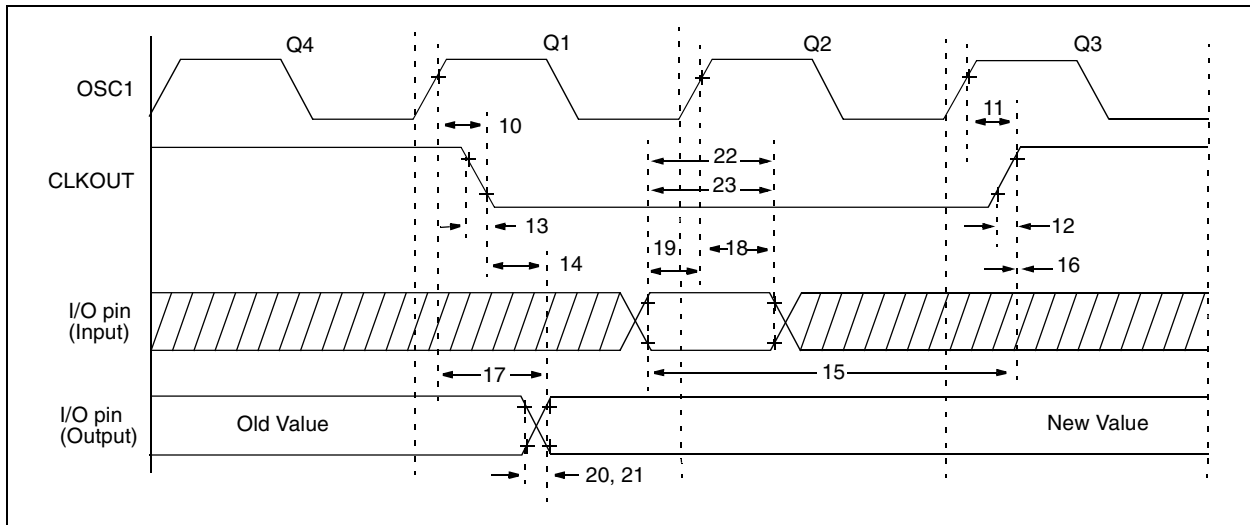 Q4 Q1 Q2 Q3
OSC1
10
11
CLKOUT
22
23
13
12
19
18
14
16
I/O pin
(Input)
17
15
I/O pin
(Output)
Old Value
New Value
20, 21